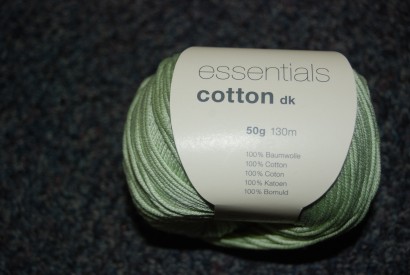 essentials
cotton dk
50g 130m
100% Baumwolle
100% Cotton
100% Coton
100% Katoen
100% Bomuld